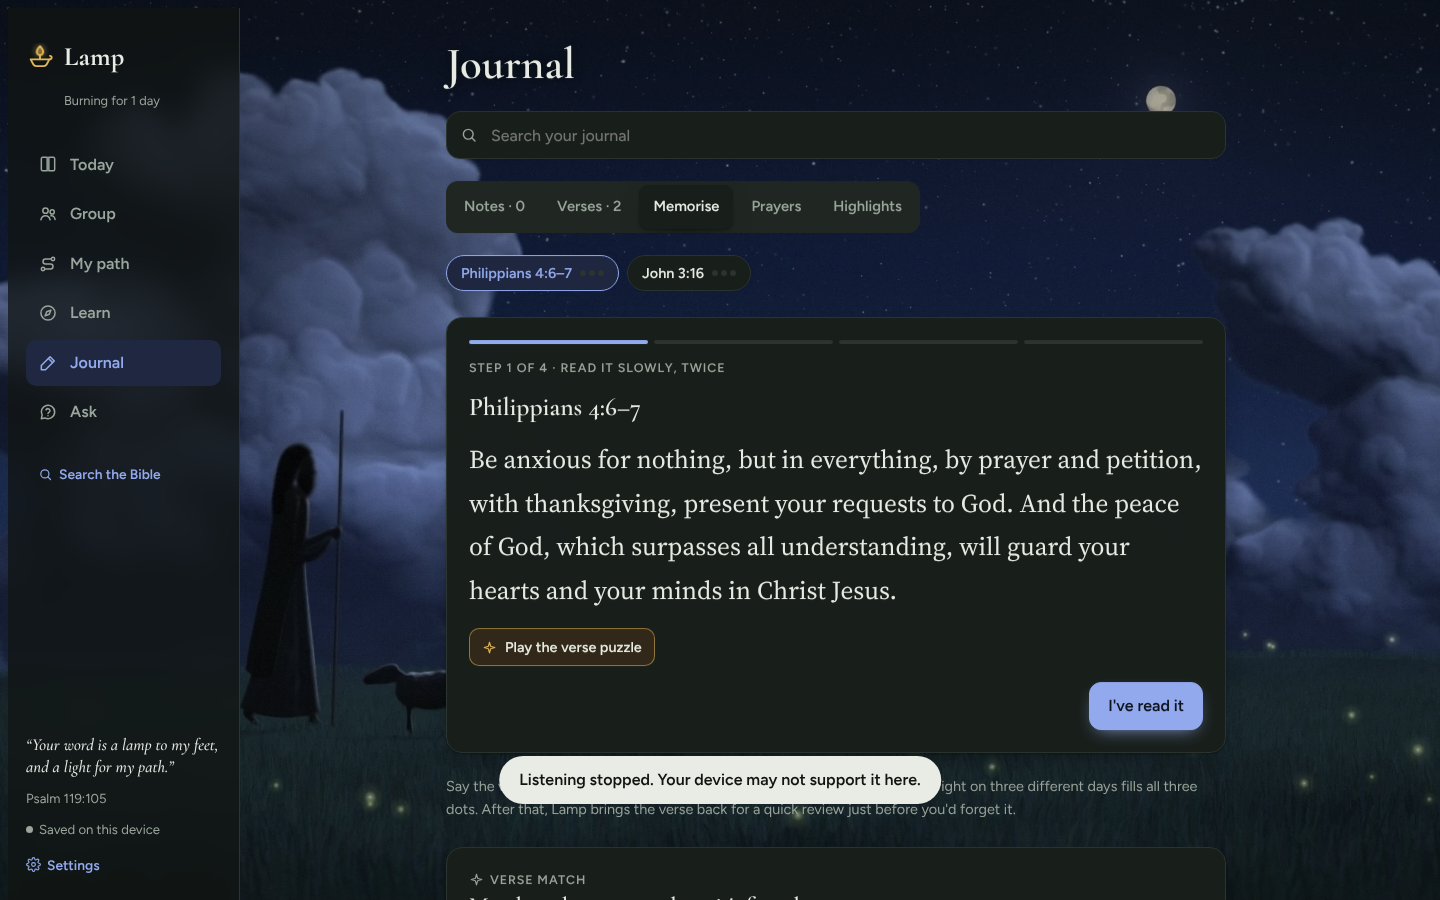 Lamp
Burning for 1 day
Today
Group
My path
Learn
Journal
Ask
Search the Bible
“Your word is a lamp to my feet,
and a light for my path.”
Psalm 119:105
Saved on this device
Settings
Journal
Search your journal
Notes · 0
Verses · 2
Memorise
Prayers
Highlights
Philippians 4:6–7
John 3:16
STEP 1 OF 4 · READ IT SLOWLY, TWICE
Philippians 4:6–7
Be anxious for nothing, but in everything, by prayer and petition,
with thanksgiving, present your requests to God. And the peace
of God, which surpasses all understanding, will guard your
hearts and your minds in Christ Jesus.
Play the verse puzzle
I've read it
Listening stopped. Your device may not support it here.
Say the
on three different days fills all three
dots. After that, Lamp brings the verse back for a quick review just before you'd forget it.
VERSE MATCH